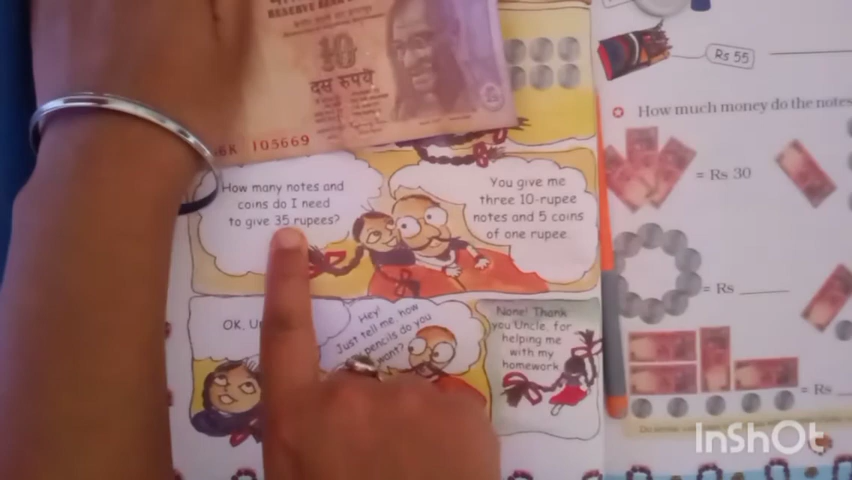 RESERVE BANK
10
दस रुपये
6K 105669
Rs 55
How many notes and
coins do I need
to give 35 rupees?
You give me
three 10-rupee
notes and 5 coins
of one rupee.
OK, U
Hey!
Just tell me, how
pencils do you
want?
None! Thank
you Uncle, for
helping me
with my
homework
How much money do the notes
= Rs 30
= Rs
= Rs
InShOt